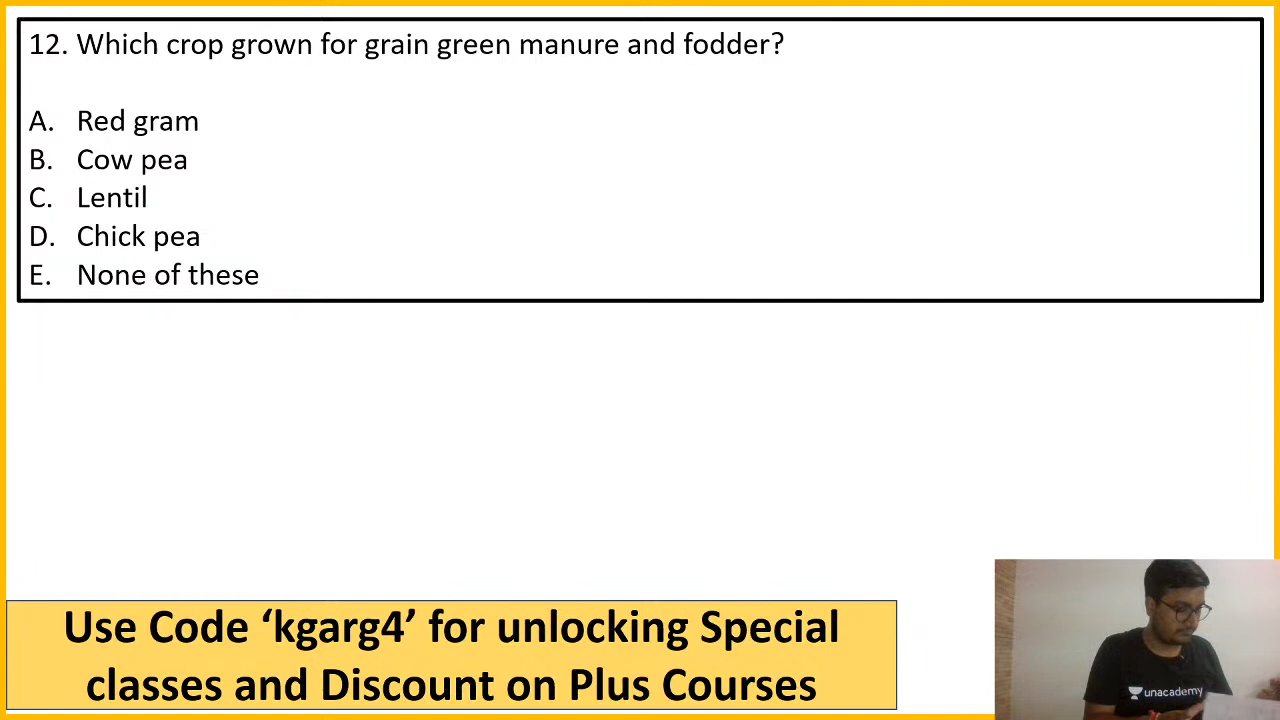 12. Which crop grown for grain green manure and fodder?
A. Red gram
B. Cow pea
C. Lentil
D. Chick pea
E. None of these
Use Code ‘kgarg4’ for unlocking Special
classes and Discount on Plus Courses
unacademy